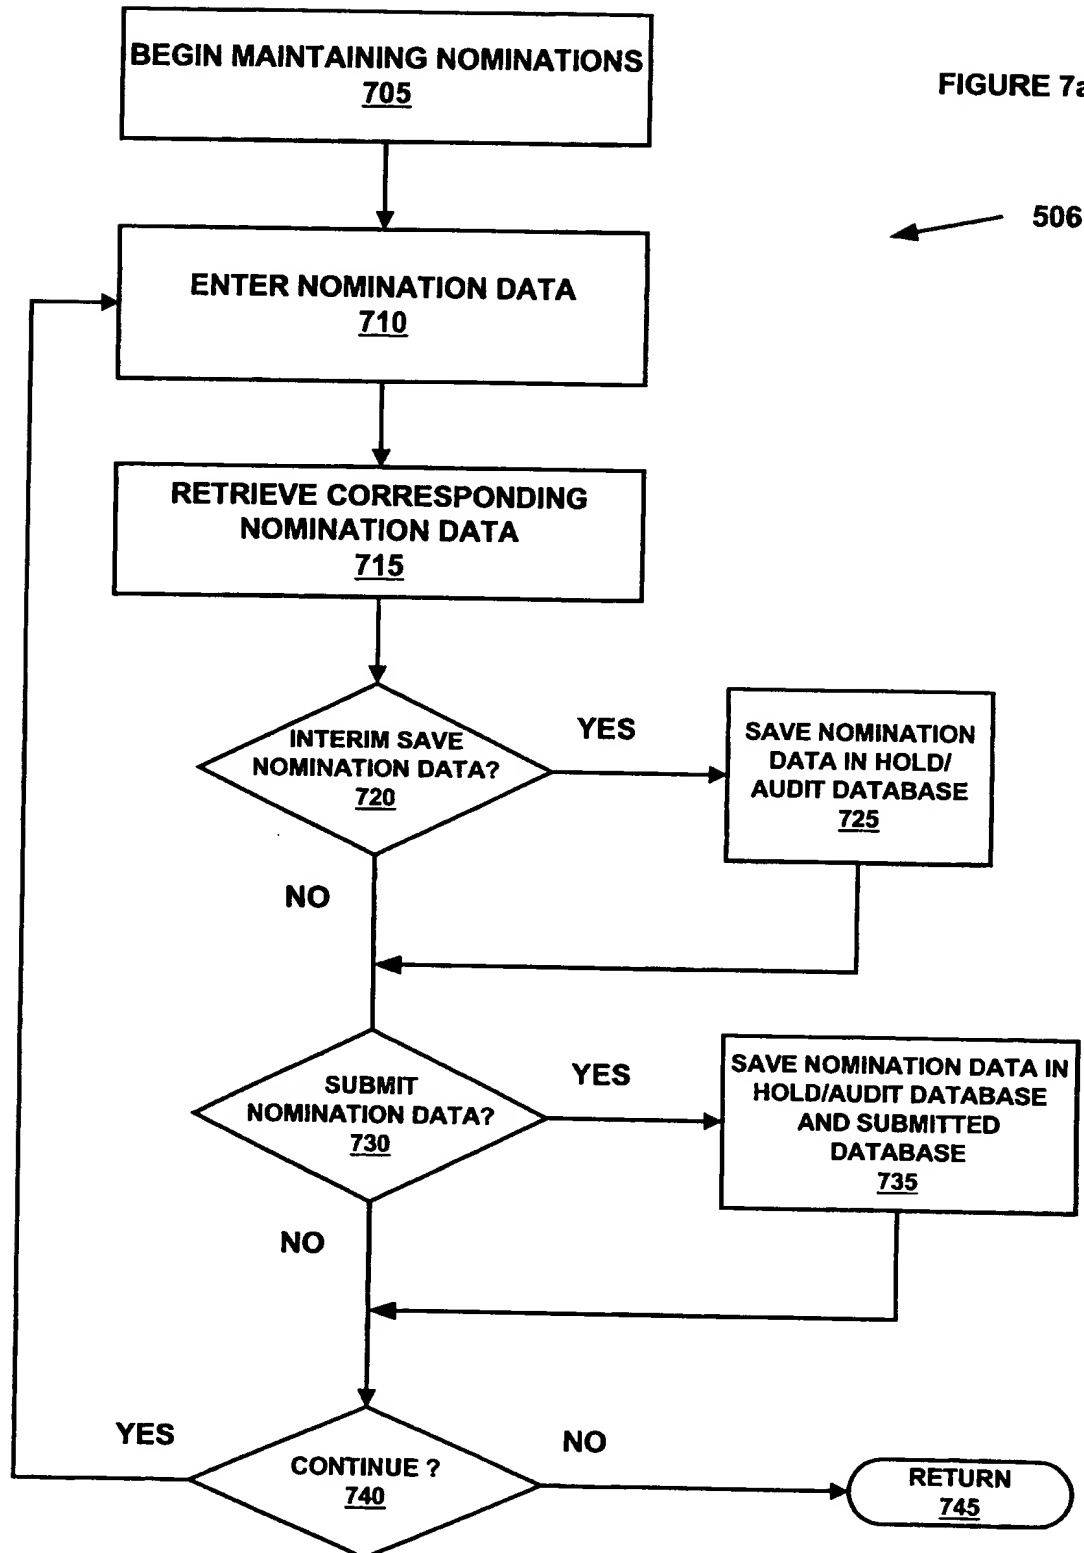 BEGIN MAINTAINING NOMINATIONS
705
FIGURE 7a
506
ENTER NOMINATION DATA
710
RETRIEVE CORRESPONDING
NOMINATION DATA
715
INTERIM SAVE
NOMINATION DATA?
720
YES
SAVE NOMINATION
DATA IN HOLD/
AUDIT DATABASE
725
NO
SUBMIT
NOMINATION DATA?
730
YES
SAVE NOMINATION DATA IN
HOLD/AUDIT DATABASE
AND SUBMITTED
DATABASE
735
NO
YES
CONTINUE ?
740
NO
RETURN
745